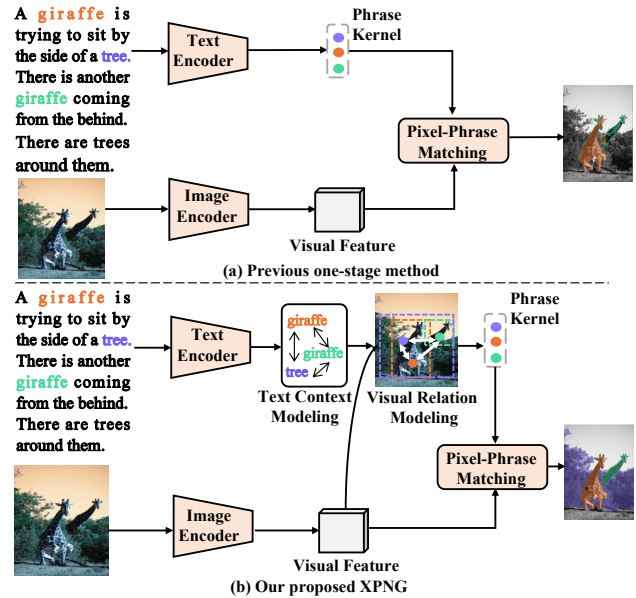 A giraffe is
trying to sit by
the side of a tree.
There is another
giraffe coming
from the behind.
There are trees
around them.
Text
Encoder
Phrase
Kernel
Pixel-Phrase
Matching
Image
Encoder
Visual Feature
(a) Previous one-stage method
A giraffe is
trying to sit by
the side of a tree.
There is another
giraffe coming
from the behind.
There are trees
around them.
Text
Encoder
giraffe
giraffe
tree
Text Context
Modeling
Visual Relation
Modeling
Phrase
Kernel
Pixel-Phrase
Matching
Image
Encoder
Visual Feature
(b) Our proposed XPNG